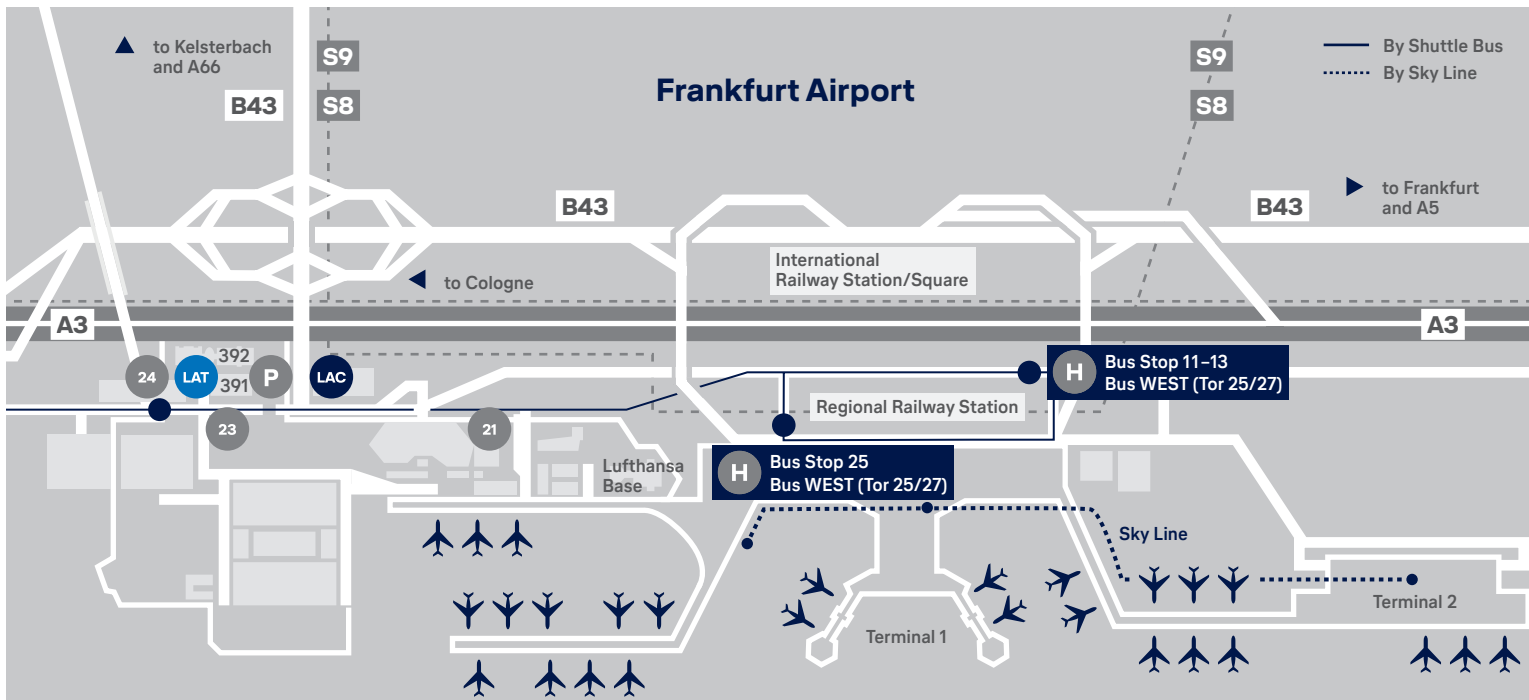 to Kelsterbach
and A66
S9
S8
B43
Frankfurt Airport
S9
S8
By Shuttle Bus
By Sky Line
B43
to Frankfurt
and A5
B43
International
Railway Station/Square
to Cologne
A3
A3
24
LAT
392
391
P
LAC
H
Bus Stop 11–13
Bus WEST (Tor 25/27)
Regional Railway Station
23
21
Lufthansa
Base
H
Bus Stop 25
Bus WEST (Tor 25/27)
Sky Line
Terminal 2
Terminal 1